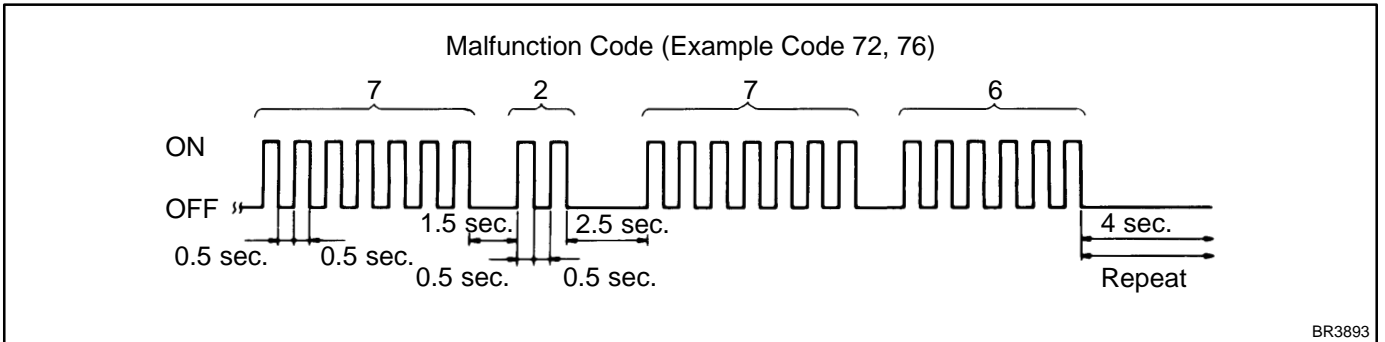 Malfunction Code (Example Code 72, 76)
7 2 7 6
ON
OFF
1.5 sec. 2.5 sec. 4 sec.
0.5 sec. 0.5 sec.
0.5 sec. 0.5 sec. Repeat
BR3893